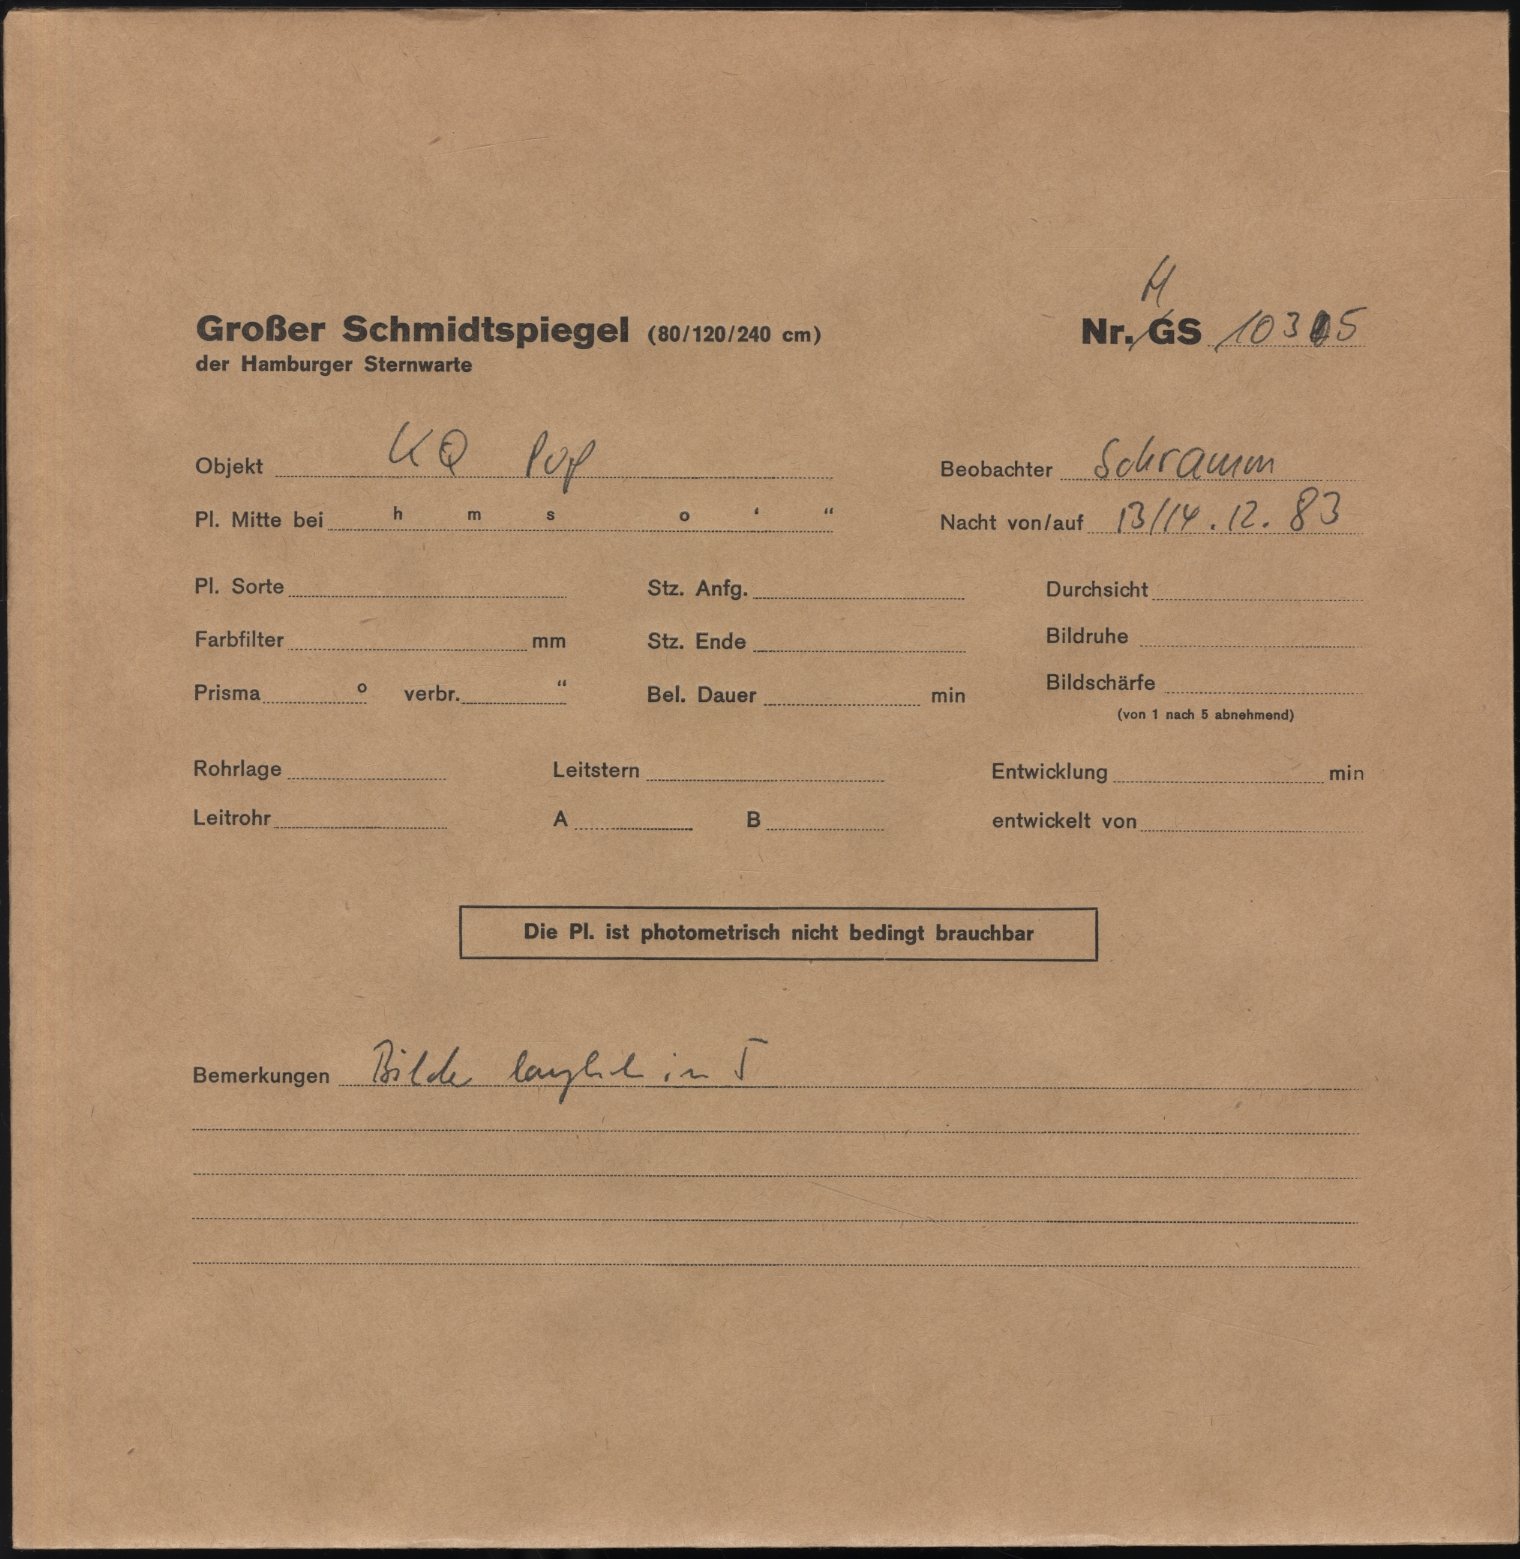 H
Großer Schmidtspiegel (80/120/240 cm) Nr. GS
der Hamburger Sternwarte
Objekt KQ Pup Beobachter Schramm
Pl. Mitte bei h m s o ‘ “ Nacht von/auf 13/14.12.83
Pl. Sorte Stz. Anfg. Durchsicht
Farbfilter mm Stz. Ende Bildruhe
Prisma o verbr. “ Bel. Dauer min Bildschärfe
(von 1 nach 5 abnehmend)
Rohrlage Leitstern Entwicklung min
Leitrohr A B entwickelt von
Die Pl. ist photometrisch nicht bedingt brauchbar
Bemerkungen Bilder länglich in